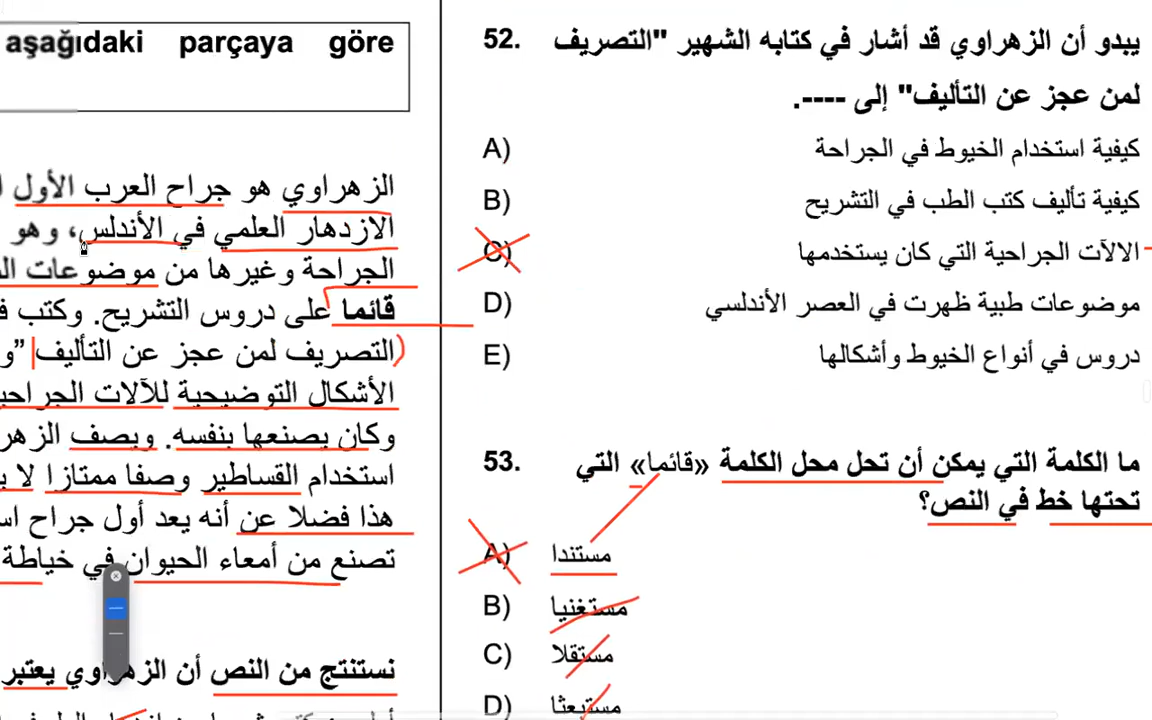 aşağıdaki parçaya göre
الزهراوي هو جراح العرب الأول
الازدهار العلمي في الأندلس، وهو
الجراحة وغيرها من موضوعات
قائما على دروس التشريح. وكتب
التصريف لمن عجز عن التأليف”
الأشكال التوضيحية للآلات
وكان يصنعها بنفسه. ويصف
استخدام القساطير وصفا ممتازا لا
هذا فضلا عن أنه يعد أول جراح
تصنع من أمعاء الحيوان في خياطة
نستنتج من النص أن الزهراوي يعتبر
52. يبدو أن الزهراوي قد أشار في كتابه الشهير "التصريف
لمن عجز عن التأليف" إلى ----.
A) كيفية استخدام الخيوط في الجراحة
B) كيفية تأليف كتب الطب في التشريح
C) الالآت الجراحية التي كان يستخدمها
D) موضوعات طبية ظهرت في العصر الأندلسي
E) دروس في أنواع الخيوط وأشكالها
53. ما الكلمة التي يمكن أن تحل محل الكلمة «قائما» التي
تحتها خط في النص؟
A) مستندا
B) مستغنيا
C) مستقلا
D) مستبعثا